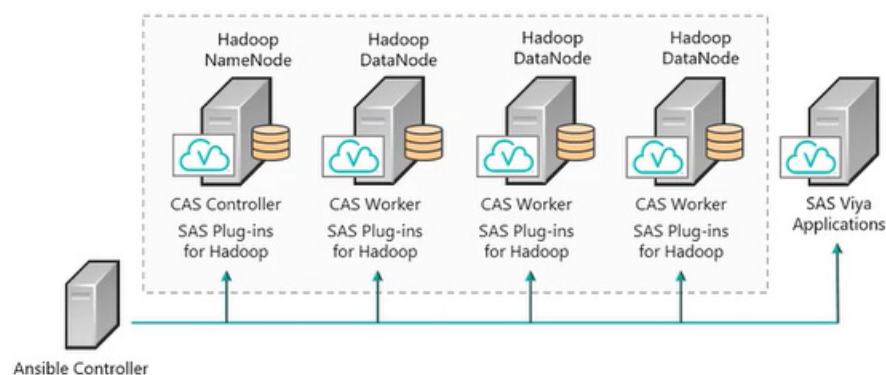 Hadoop
NameNode
Hadoop
DataNode
Hadoop
DataNode
Hadoop
DataNode
CAS Controller
SAS Plug-ins
for Hadoop
CAS Worker
SAS Plug-ins
for Hadoop
CAS Worker
SAS Plug-ins
for Hadoop
CAS Worker
SAS Plug-ins
for Hadoop
SAS Viya
Applications
Ansible Controller